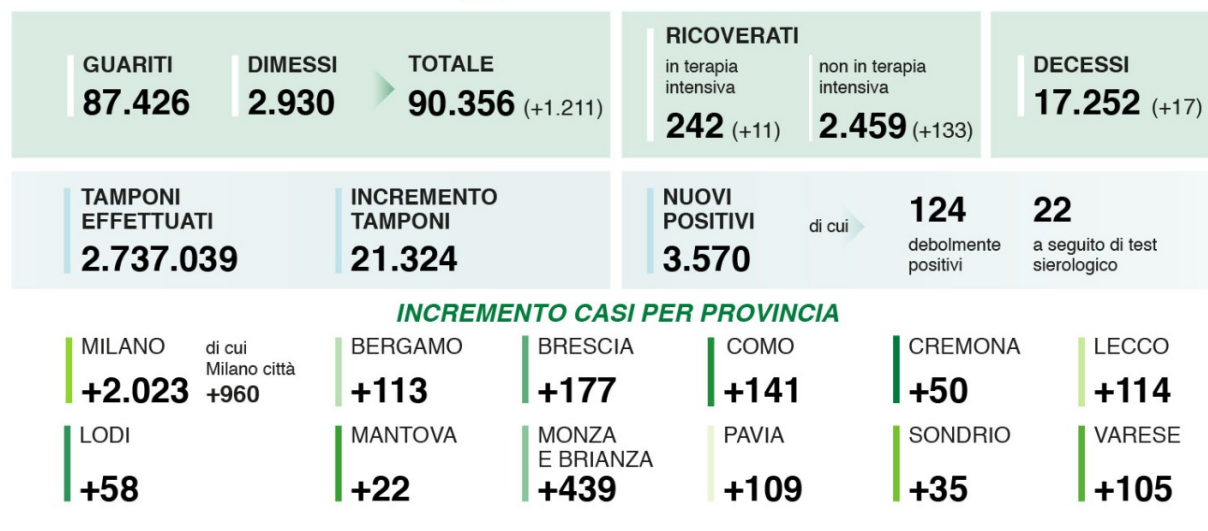 GUARITI
87.426
DIMESSI
2.930
TOTALE
90.356 (+1.211)
RICOVERATI
in terapia
intensiva
242 (+11)
non in terapia
intensiva
2.459 (+133)
DECESSI
17.252 (+17)
TAMPONI
EFFETTUATI
2.737.039
INCREMENTO
TAMPONI
21.324
NUOVI
POSITIVI
3.570
di cui
124
debolmente
positivi
22
a seguito di test
sierologico
INCREMENTO CASI PER PROVINCIA
MILANO
+2.023
di cui
Milano città
+960
BERGAMO
+113
BRESCIA
+177
COMO
+141
CREMONA
+50
LECCO
+114
LODI
+58
MANTOVA
+22
MONZA
E BRIANZA
+439
PAVIA
+109
SONDRIO
+35
VARESE
+105